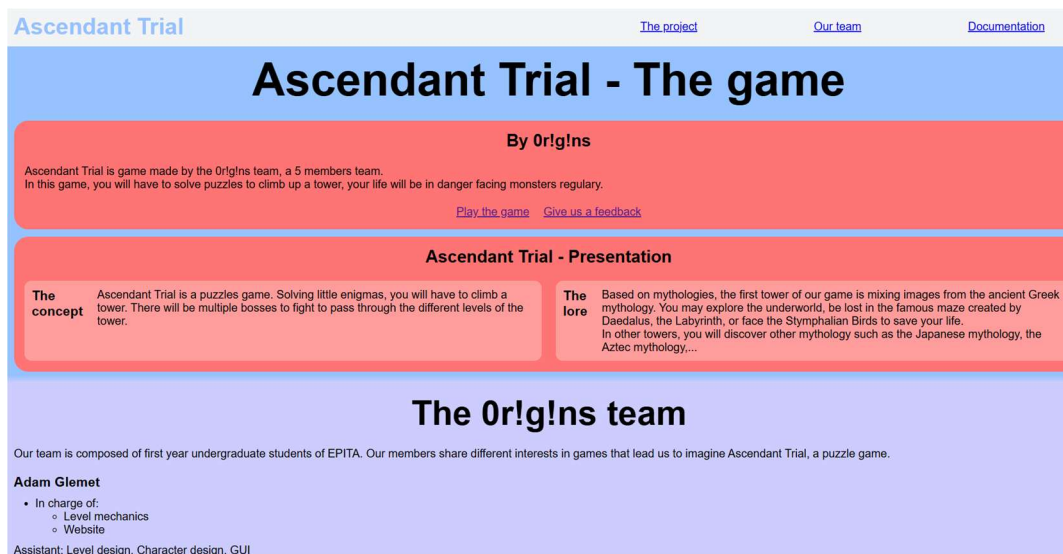 Ascendant Trial
The project
Our team
Documentation
Ascendant Trial - The game
By 0r!g!ns
Ascendant Trial is game made by the 0r!g!ns team, a 5 members team.
In this game, you will have to solve puzzles to climb up a tower, your life will be in danger facing monsters regulary.
Play the game
Give us a feedback
Ascendant Trial - Presentation
The
concept
Ascendant Trial is a puzzles game. Solving little enigmas, you will have to climb a
tower. There will be multiple bosses to fight to pass through the different levels of the
tower.
The
lore
Based on mythologies, the first tower of our game is mixing images from the ancient Greek
mythology. You may explore the underworld, be lost in the famous maze created by
Daedalus, the Labyrinth, or face the Stymphalian Birds to save your life.
In other towers, you will discover other mythology such as the Japanese mythology, the
Aztec mythology,...
The 0r!g!ns team
Our team is composed of first year undergraduate students of EPITA. Our members share different interests in games that lead us to imagine Ascendant Trial, a puzzle game.
Adam Glemet
In charge of:
Level mechanics
Website
Assistant: Level design, Character design, GUI